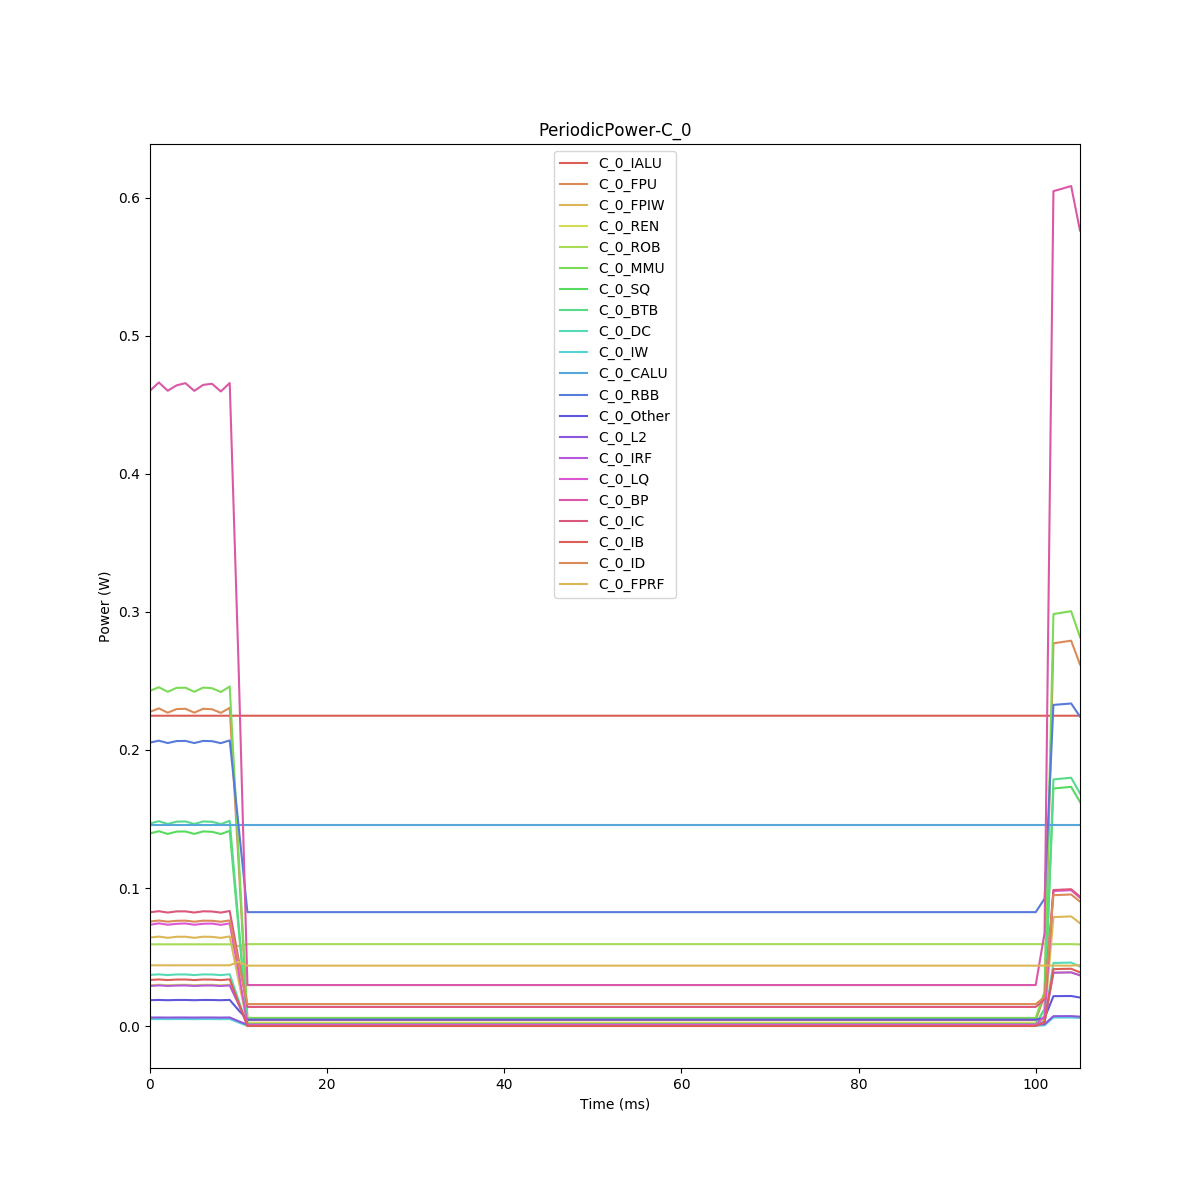 PeriodicPower-C_0
C_0_IALU
C_0_FPU
C_0_FPIW
C_0_REN
C_0_ROB
C_0_MMU
C_0_SQ
C_0_BTB
C_0_DC
C_0_IW
C_0_CALU
C_0_RBB
C_0_Other
C_0_L2
C_0_IRF
C_0_LQ
C_0_BP
C_0_IC
C_0_IB
C_0_ID
C_0_FPRF
0.6
0.5
0.4
0.3
0.2
0.1
0.0
Power (W)
0 20 40 60 80 100
Time (ms)